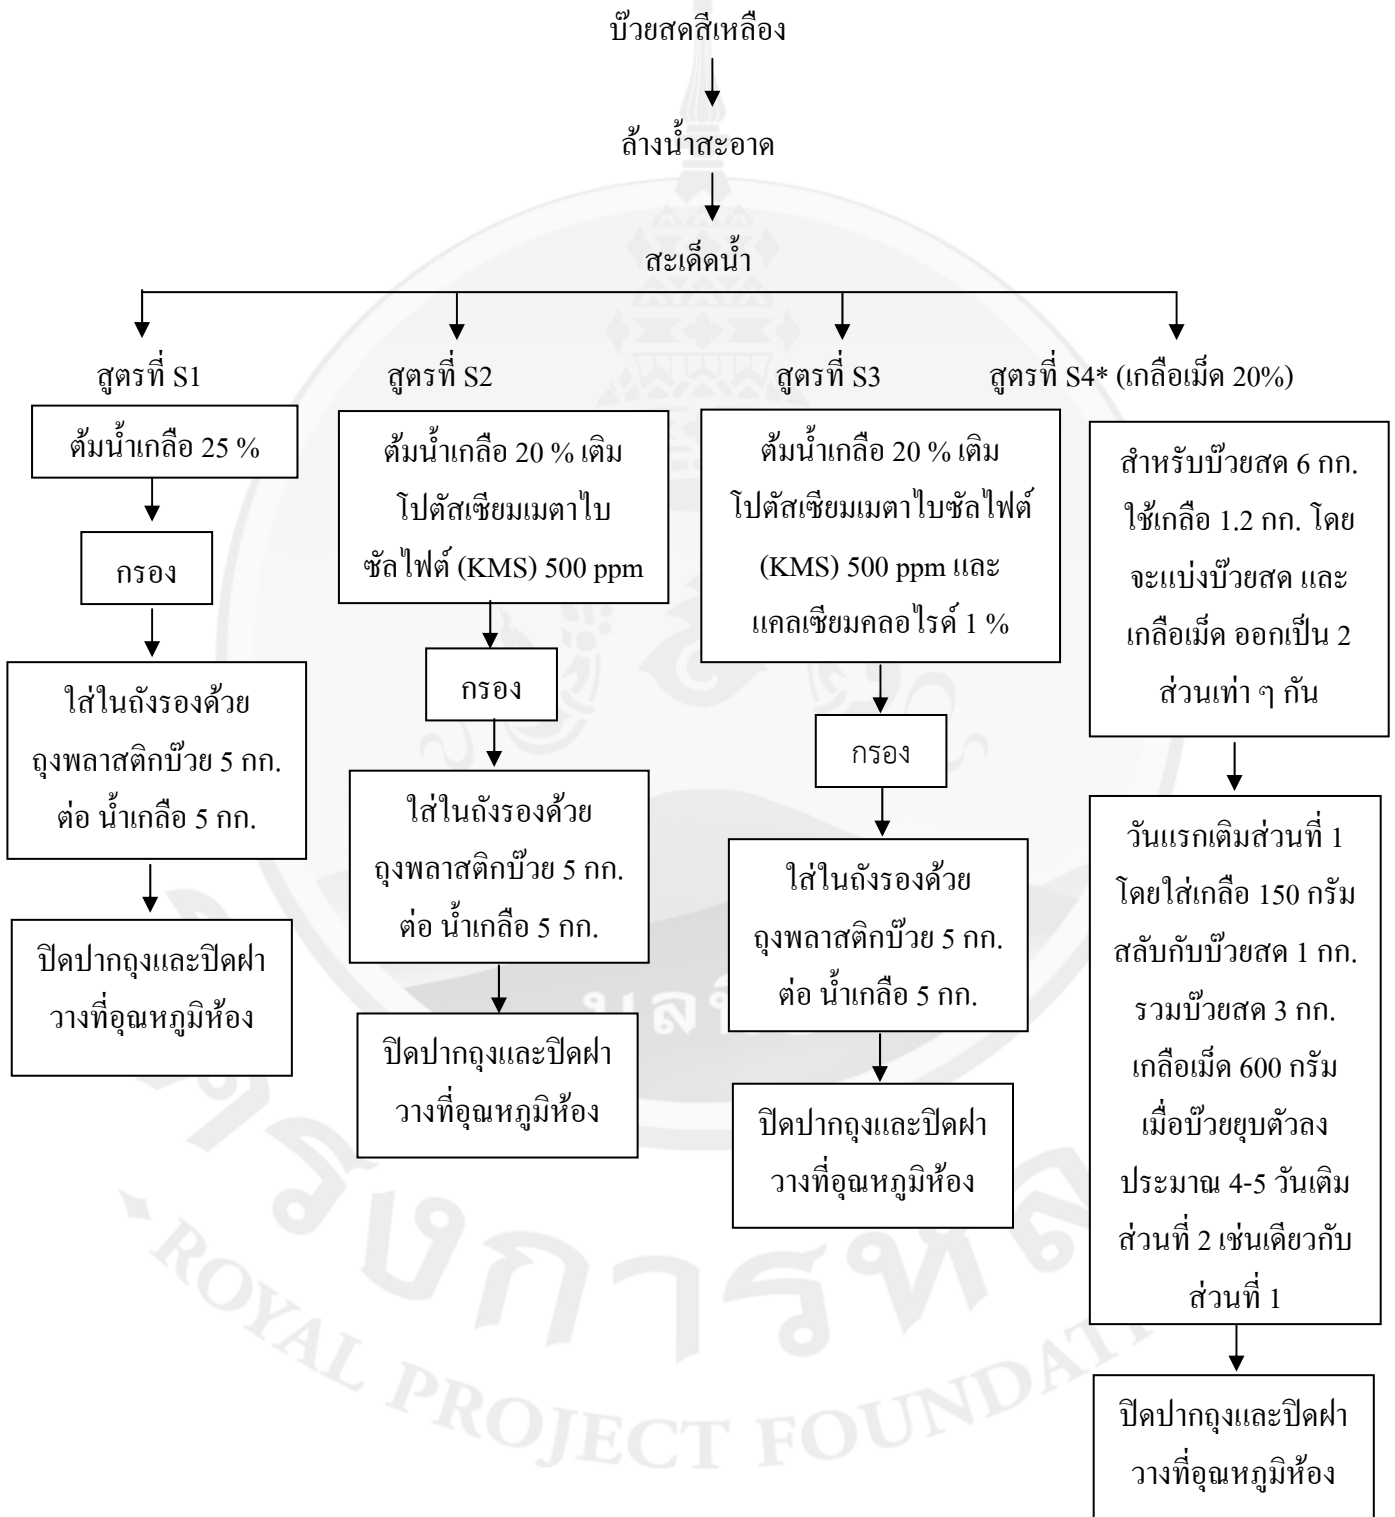 บ๊วยสดสีเหลือง
ล้างน้ำสะอาด
สะเด็ดน้ำ
สูตรที่ S1
ต้มน้ำเกลือ 25 %
กรอง
ใส่ในถังรองด้วย
ถุงพลาสติกบ๊วย 5 กก.
ต่อ น้ำเกลือ 5 กก.
ปิดปากถุงและปิดฝา
วางที่อุณหภูมิห้อง
สูตรที่ S2
ต้มน้ำเกลือ 20 % เติม
โปตัสเซียมเมตาไบ
ซัลไฟต์ (KMS) 500 ppm
กรอง
ใส่ในถังรองด้วย
ถุงพลาสติกบ๊วย 5 กก.
ต่อ น้ำเกลือ 5 กก.
ปิดปากถุงและปิดฝา
วางที่อุณหภูมิห้อง
สูตรที่ S3
ต้มน้ำเกลือ 20 % เติม
โปตัสเซียมเมตาไบซัลไฟต์
(KMS) 500 ppm และ
แคลเซียมคลอไรด์ 1 %
กรอง
ใส่ในถังรองด้วย
ถุงพลาสติกบ๊วย 5 กก.
ต่อ น้ำเกลือ 5 กก.
ปิดปากถุงและปิดฝา
วางที่อุณหภูมิห้อง
สูตรที่ S4* (เกลือเม็ด 20%)
สำหรับบ๊วยสด 6 กก.
ใช้เกลือ 1.2 กก. โดย
จะแบ่งบ๊วยสด และ
เกลือเม็ด ออกเป็น 2
ส่วนเท่า ๆ กัน
วันแรกเติมส่วนที่ 1
โดยใส่เกลือ 150 กรัม
สลับกับบ๊วยสด 1 กก.
รวมบ๊วยสด 3 กก.
เกลือเม็ด 600 กรัม
เมื่อบ๊วยยุบตัวลง
ประมาณ 4-5 วันเติม
ส่วนที่ 2 เช่นเดียวกับ
ส่วนที่ 1
ปิดปากถุงและปิดฝา
วางที่อุณหภูมิห้อง
ROYAL PROJECT